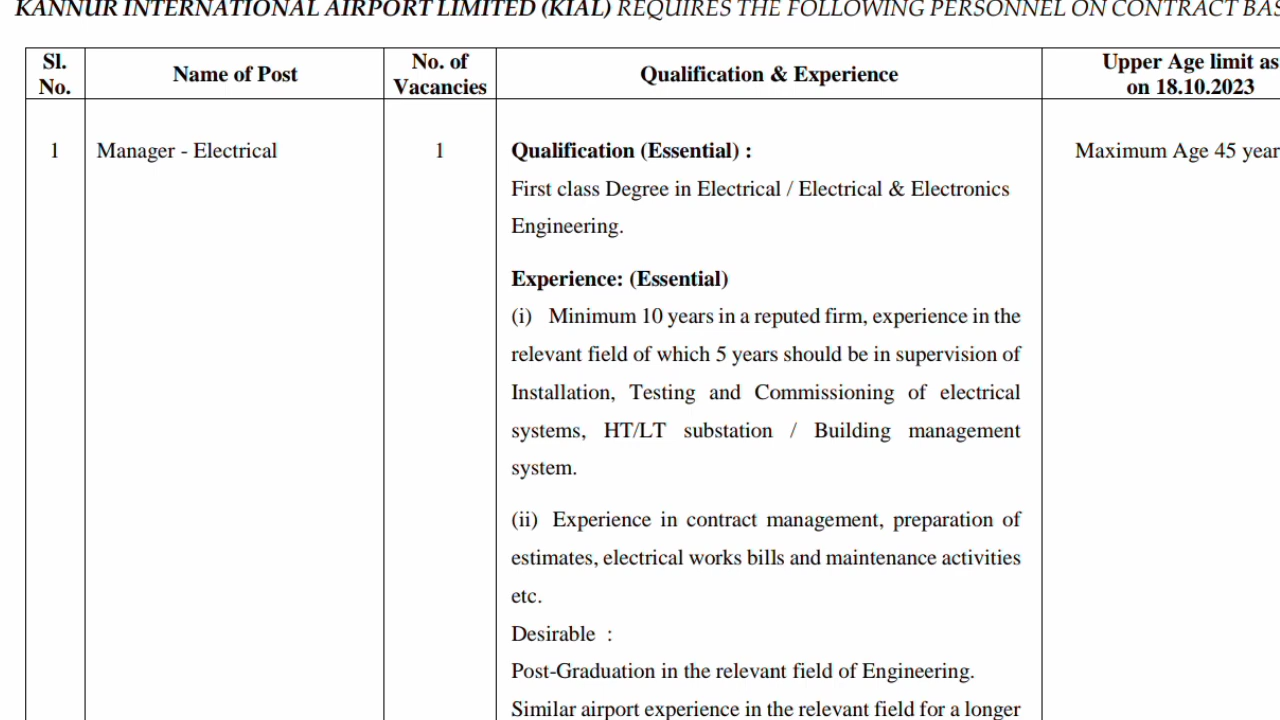 KANNUR INTERNATIONAL AIRPORT LIMITED (KIAL) REQUIRES THE FOLLOWING PERSONNEL ON CONTRACT BAS
Sl. No.
Name of Post
No. of Vacancies
Qualification & Experience
Upper Age limit as on 18.10.2023
1
Manager - Electrical
1
Qualification (Essential) :
First class Degree in Electrical / Electrical & Electronics
Engineering.
Experience: (Essential)
(i) Minimum 10 years in a reputed firm, experience in the
relevant field of which 5 years should be in supervision of
Installation, Testing and Commissioning of electrical
systems, HT/LT substation / Building management
system.
(ii) Experience in contract management, preparation of
estimates, electrical works bills and maintenance activities
etc.
Desirable :
Post-Graduation in the relevant field of Engineering.
Similar airport experience in the relevant field for a longer
Maximum Age 45 year